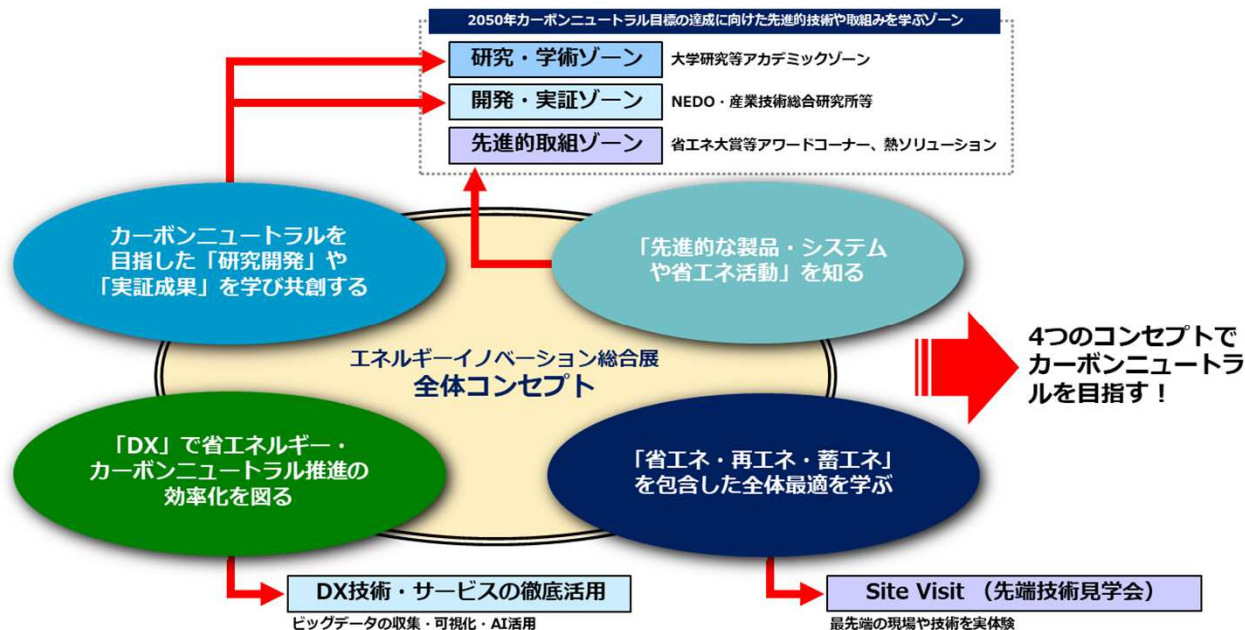 2050年カーボンニュートラル目標の達成に向けた先進的技術や取組みを学ぶゾーン
研究・学術ゾーン
大学研究等アカデミックゾーン
開発・実証ゾーン
NEDO・産業技術総合研究所等
先進的取組ゾーン
省エネ大賞等アワードコーナー、熱ソリューション
カーボンニュートラルを
目指した「研究開発」や
「実証成果」を学び共創する
「先進的な製品・システム
や省エネ活動」を知る
エネルギーイノベーション総合展
全体コンセプト
4つのコンセプトで
カーボンニュートラ
ルを目指す！
「DX」で省エネルギー・
カーボンニュートラル推進の
効率化を図る
「省エネ・再エネ・蓄エネ」
を包含した全体最適を学ぶ
DX技術・サービスの徹底活用
ビッグデータの収集・可視化・AI活用
Site Visit （先端技術見学会）
最先端の現場や技術を実体験